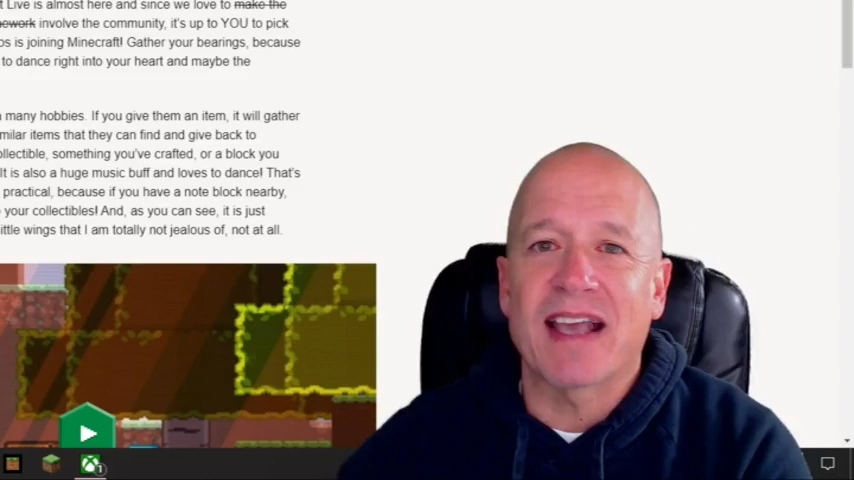 t Live is almost here and since we love to make the
ework involve the community, it's up to YOU to pick
bs is joining Minecraft! Gather your bearings, because
to dance right into your heart and maybe the
many hobbies. If you give them an item, it will gather
milar items that they can find and give back to
ollectible, something you've crafted, or a block you
It is also a huge music buff and loves to dance! That's
practical, because if you have a note block nearby,
your collectibles! And, as you can see, it is just
ittle wings that I am totally not jealous of, not at all.
1